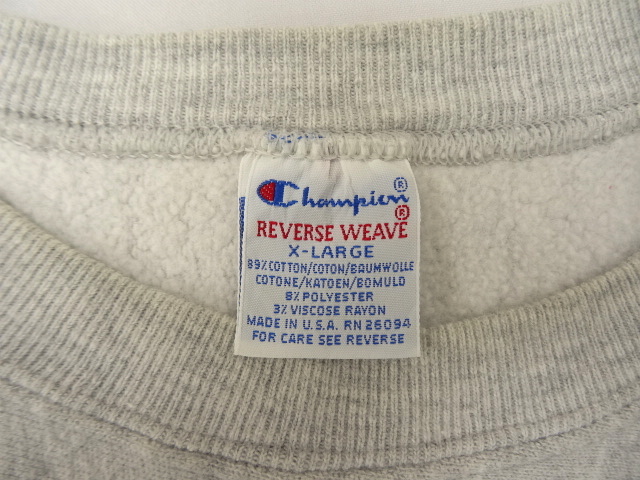 Champion®
REVERSE WEAVE®
X-LARGE
89% COTTON/COTON/BAUMWOLLE
COTONE/KATOEN/BOMULD
8% POLYESTER
3% VISCOSE RAYON
MADE IN U.S.A. RN 26094
FOR CARE SEE REVERSE